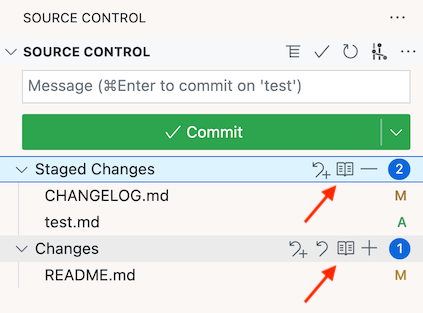 SOURCE CONTROL
SOURCE CONTROL
Message (⌘Enter to commit on 'test')
Commit
Staged Changes 2
CHANGELOG.md M
test.md A
Changes 1
README.md M